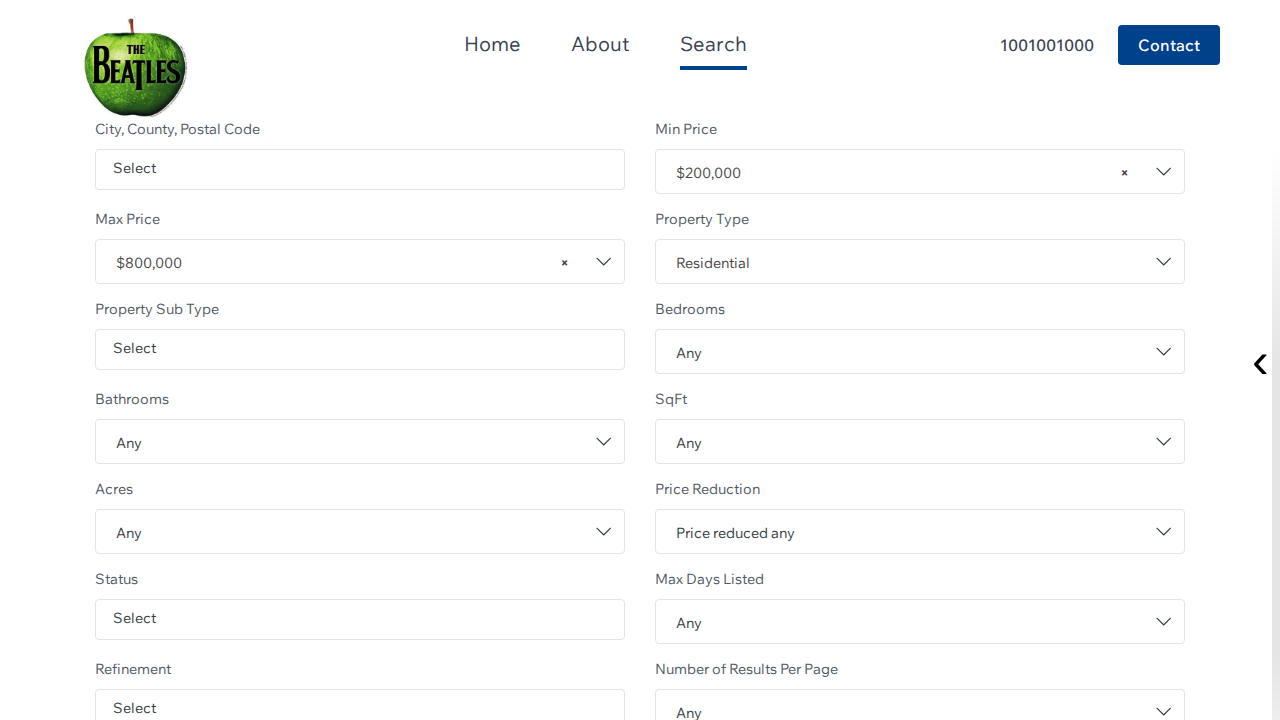 THE
BEATLES
Home
About
Search
1001001000
Contact
City, County, Postal Code
Min Price
Select
$200,000
×
Max Price
Property Type
$800,000
×
Residential
Property Sub Type
Bedrooms
Select
Any
Bathrooms
SqFt
Any
Any
Acres
Price Reduction
Any
Price reduced any
Status
Max Days Listed
Select
Any
Refinement
Number of Results Per Page
Select
Any